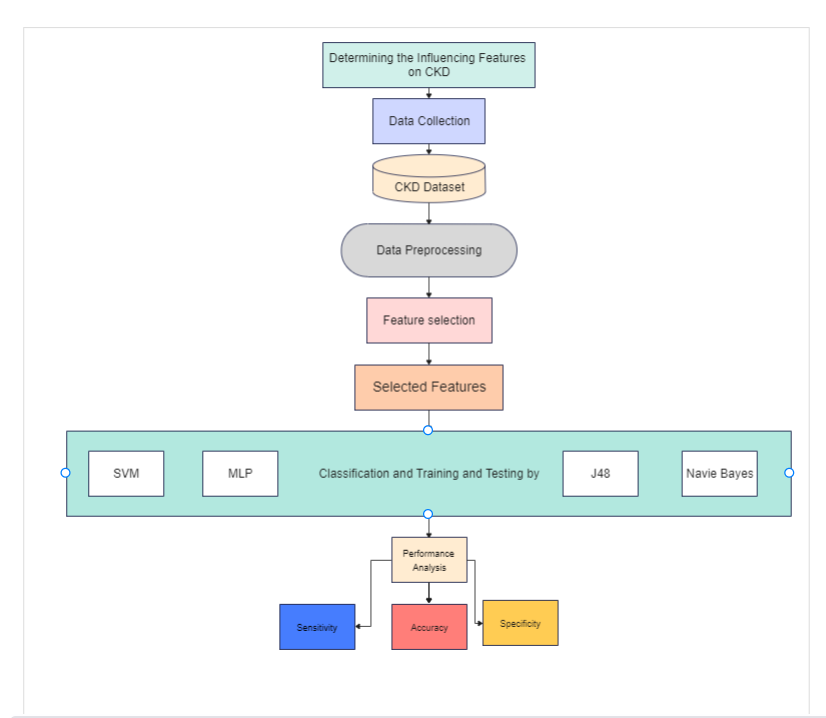 Determining the Influencing Features
on CKD
Data Collection
CKD Dataset
Data Preprocessing
Feature selection
Selected Features
SVM
MLP
Classification and Training and Testing by
J48
Navie Bayes
Performance
Analysis
Sensitivity
Accuracy
Specificity